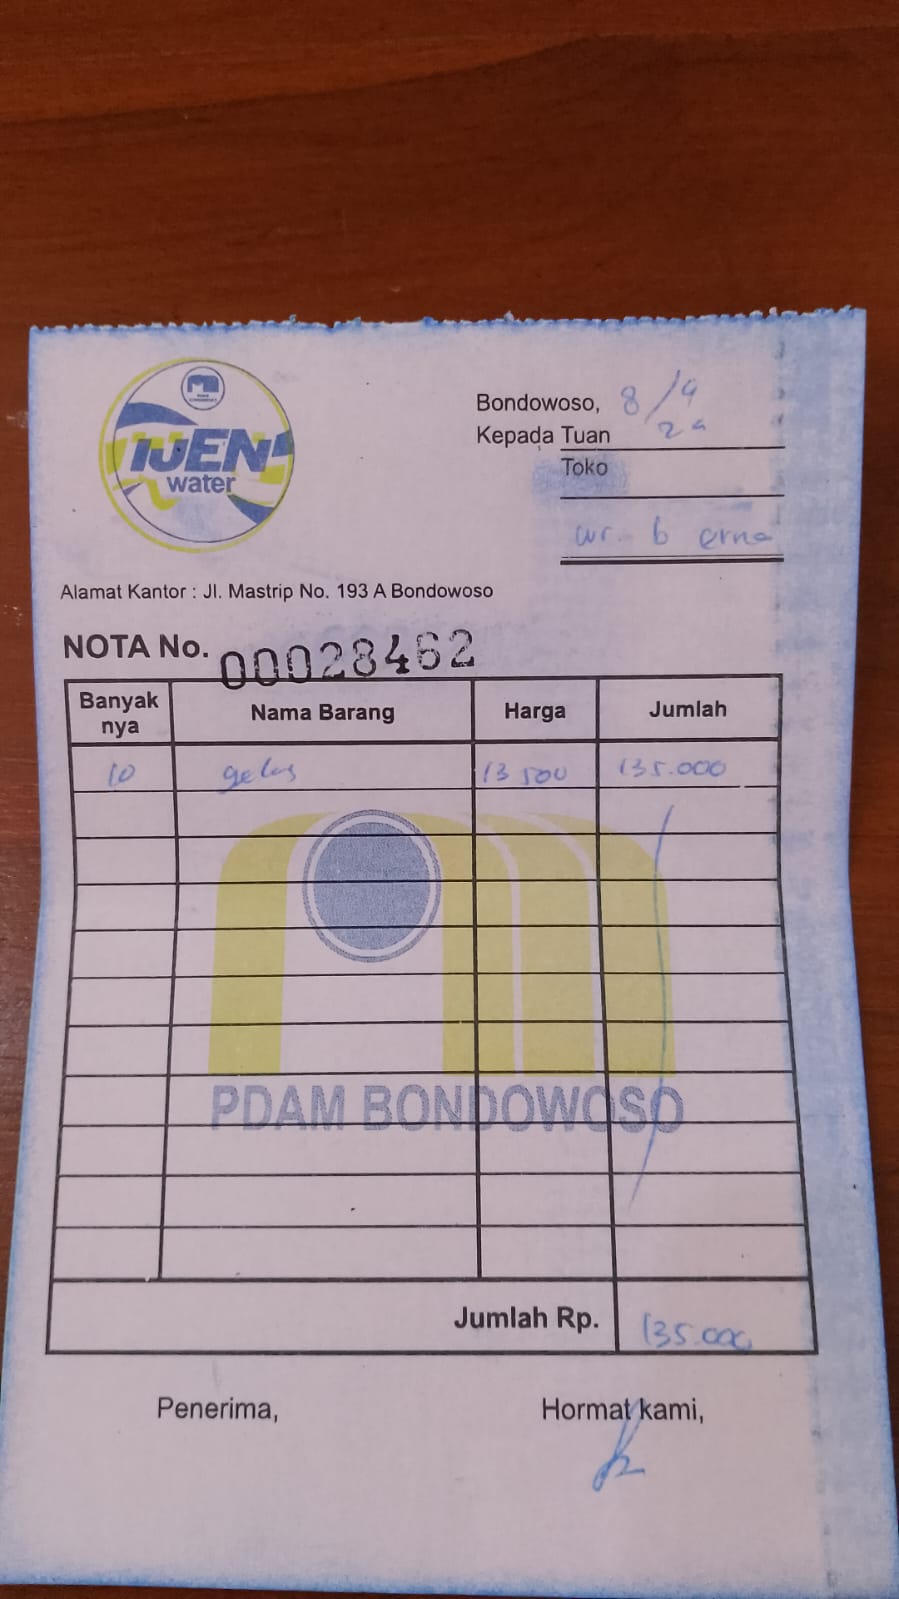 IJEN
water
Bondowoso, 8/9
Kepada Tuan 24
Toko
wr. b erna
Alamat Kantor : Jl. Mastrip No. 193 A Bondowoso
NOTA No. 00028462
Banyak nya Nama Barang Harga Jumlah
10 gelas 13 500 135.000
PDAM BONDOWOSO
Jumlah Rp. 135.000
Penerima, Hormat kami,